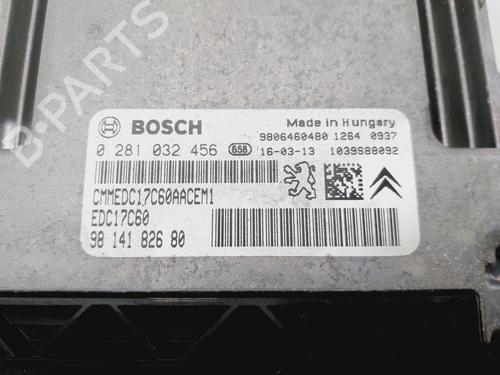 B-PARTS
BOSCH
Made in Hungary
9806460480 1264 0937
0 281 032 456 658 16-03-13 1039S88092
CMMEDC17C60AACEM1
EDC17C60
98 141 826 80